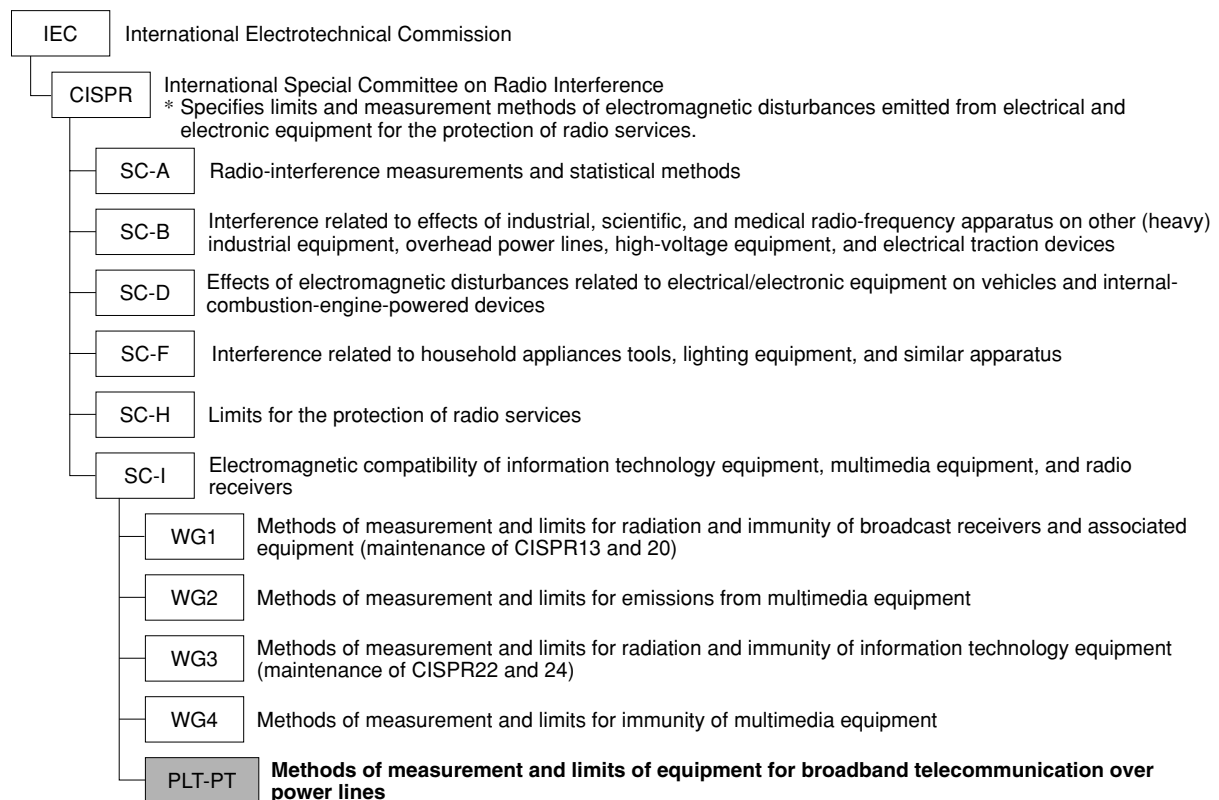 IEC International Electrotechnical Commission
CISPR International Special Committee on Radio Interference
* Specifies limits and measurement methods of electromagnetic disturbances emitted from electrical and
electronic equipment for the protection of radio services.
SC-A Radio-interference measurements and statistical methods
SC-B Interference related to effects of industrial, scientific, and medical radio-frequency apparatus on other (heavy)
industrial equipment, overhead power lines, high-voltage equipment, and electrical traction devices
SC-D Effects of electromagnetic disturbances related to electrical/electronic equipment on vehicles and internal-
combustion-engine-powered devices
SC-F Interference related to household appliances tools, lighting equipment, and similar apparatus
SC-H Limits for the protection of radio services
SC-I Electromagnetic compatibility of information technology equipment, multimedia equipment, and radio
receivers
WG1 Methods of measurement and limits for radiation and immunity of broadcast receivers and associated
equipment (maintenance of CISPR13 and 20)
WG2 Methods of measurement and limits for emissions from multimedia equipment
WG3 Methods of measurement and limits for radiation and immunity of information technology equipment
(maintenance of CISPR22 and 24)
WG4 Methods of measurement and limits for immunity of multimedia equipment
PLT-PT Methods of measurement and limits of equipment for broadband telecommunication over
power lines